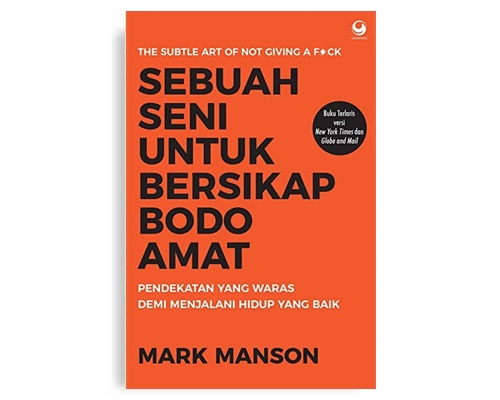 THE SUBTLE ART OF NOT GIVING A F*CK
SEBUAH
SENI
UNTUK
BERSIKAP
BODO
AMAT
Buku Terlaris
versi
New York Times dan
Globe and Mail
PENDEKATAN YANG WARAS
DEMI MENJALANI HIDUP YANG BAIK
MARK MANSON